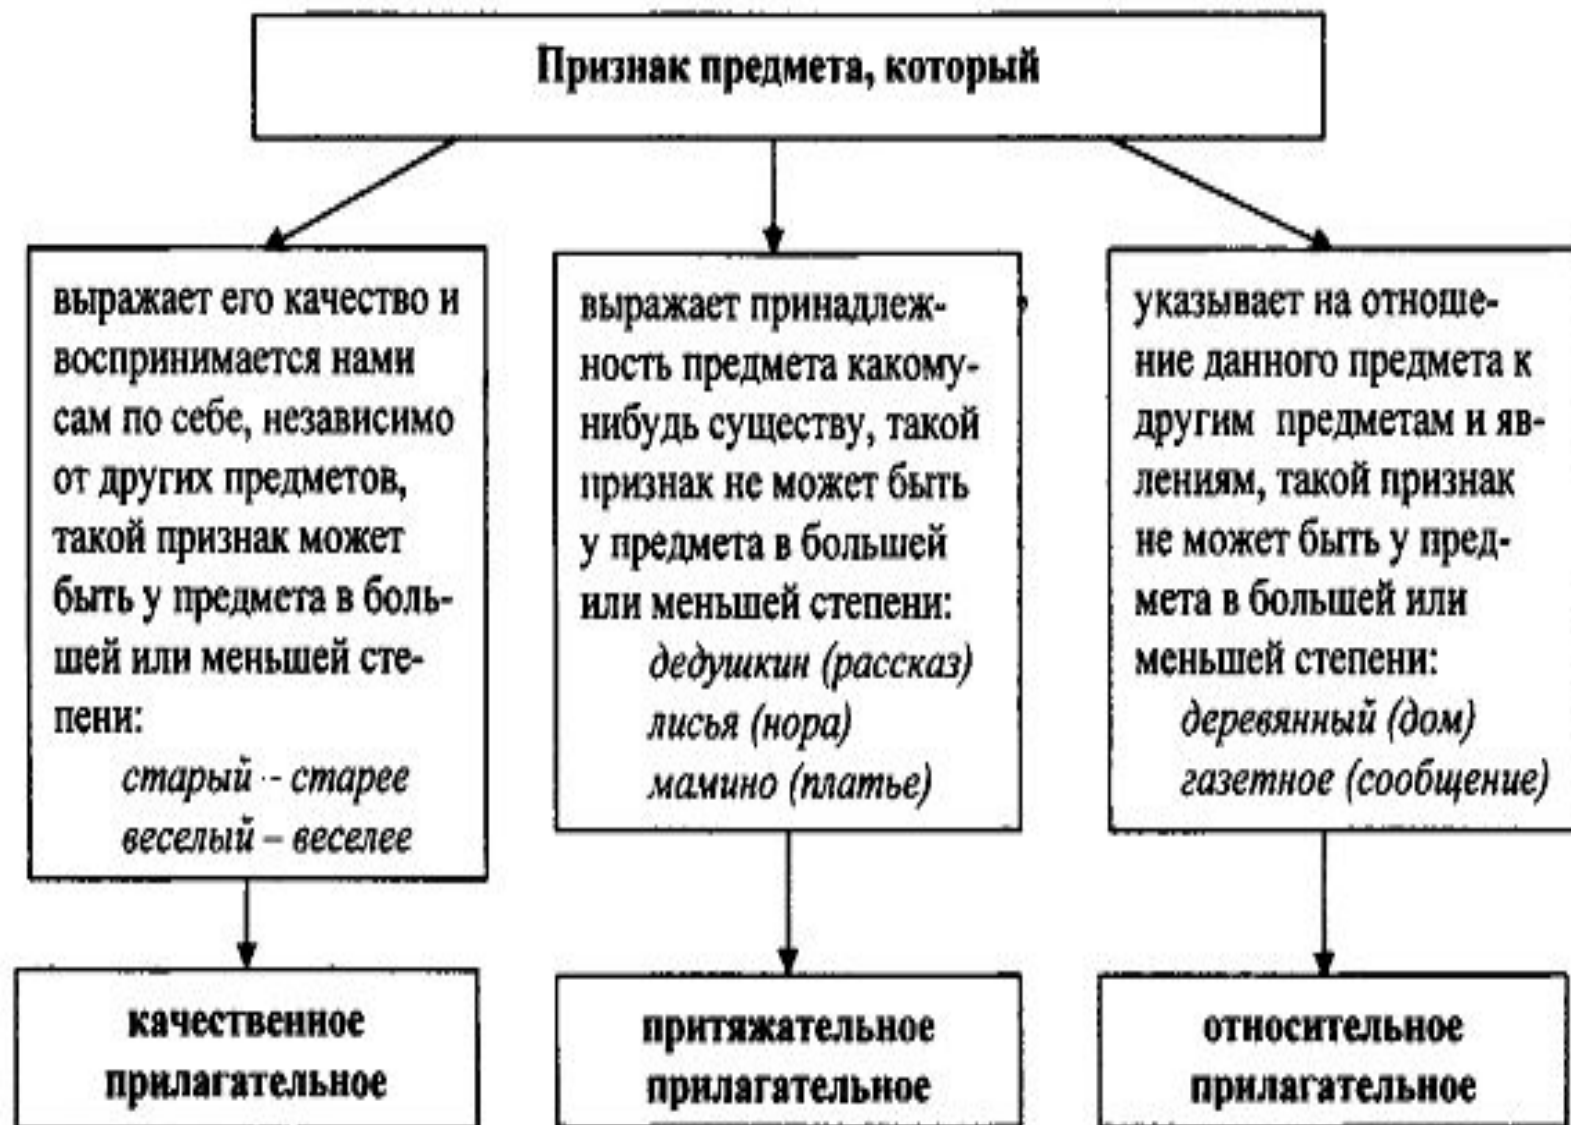 Признак предмета, который
выражает его качество и
воспринимается нами
сам по себе, независимо
от других предметов,
такой признак может
быть у предмета в боль-
шей или меньшей сте-
пени:
старый - старее
веселый – веселее
выражает принадлеж-
ность предмета какому-
нибудь существу, такой
признак не может быть
у предмета в большей
или меньшей степени:
дедушкин (рассказ)
лисья (нора)
мамино (платье)
указывает на отноше-
ние данного предмета к
другим предметам и яв-
лениям, такой признак
не может быть у пред-
мета в большей или
меньшей степени:
деревянный (дом)
газетное (сообщение)
качественное
прилагательное
притяжательное
прилагательное
относительное
прилагательное